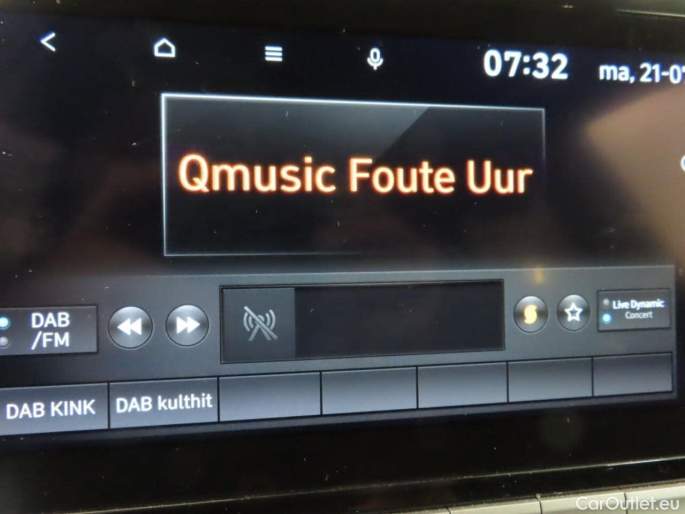 07:32
ma, 21-0
Qmusic Foute Uur
DAB
/FM
Live Dynamic
Concert
DAB KINK
DAB kulthit
CarOutlet.eu